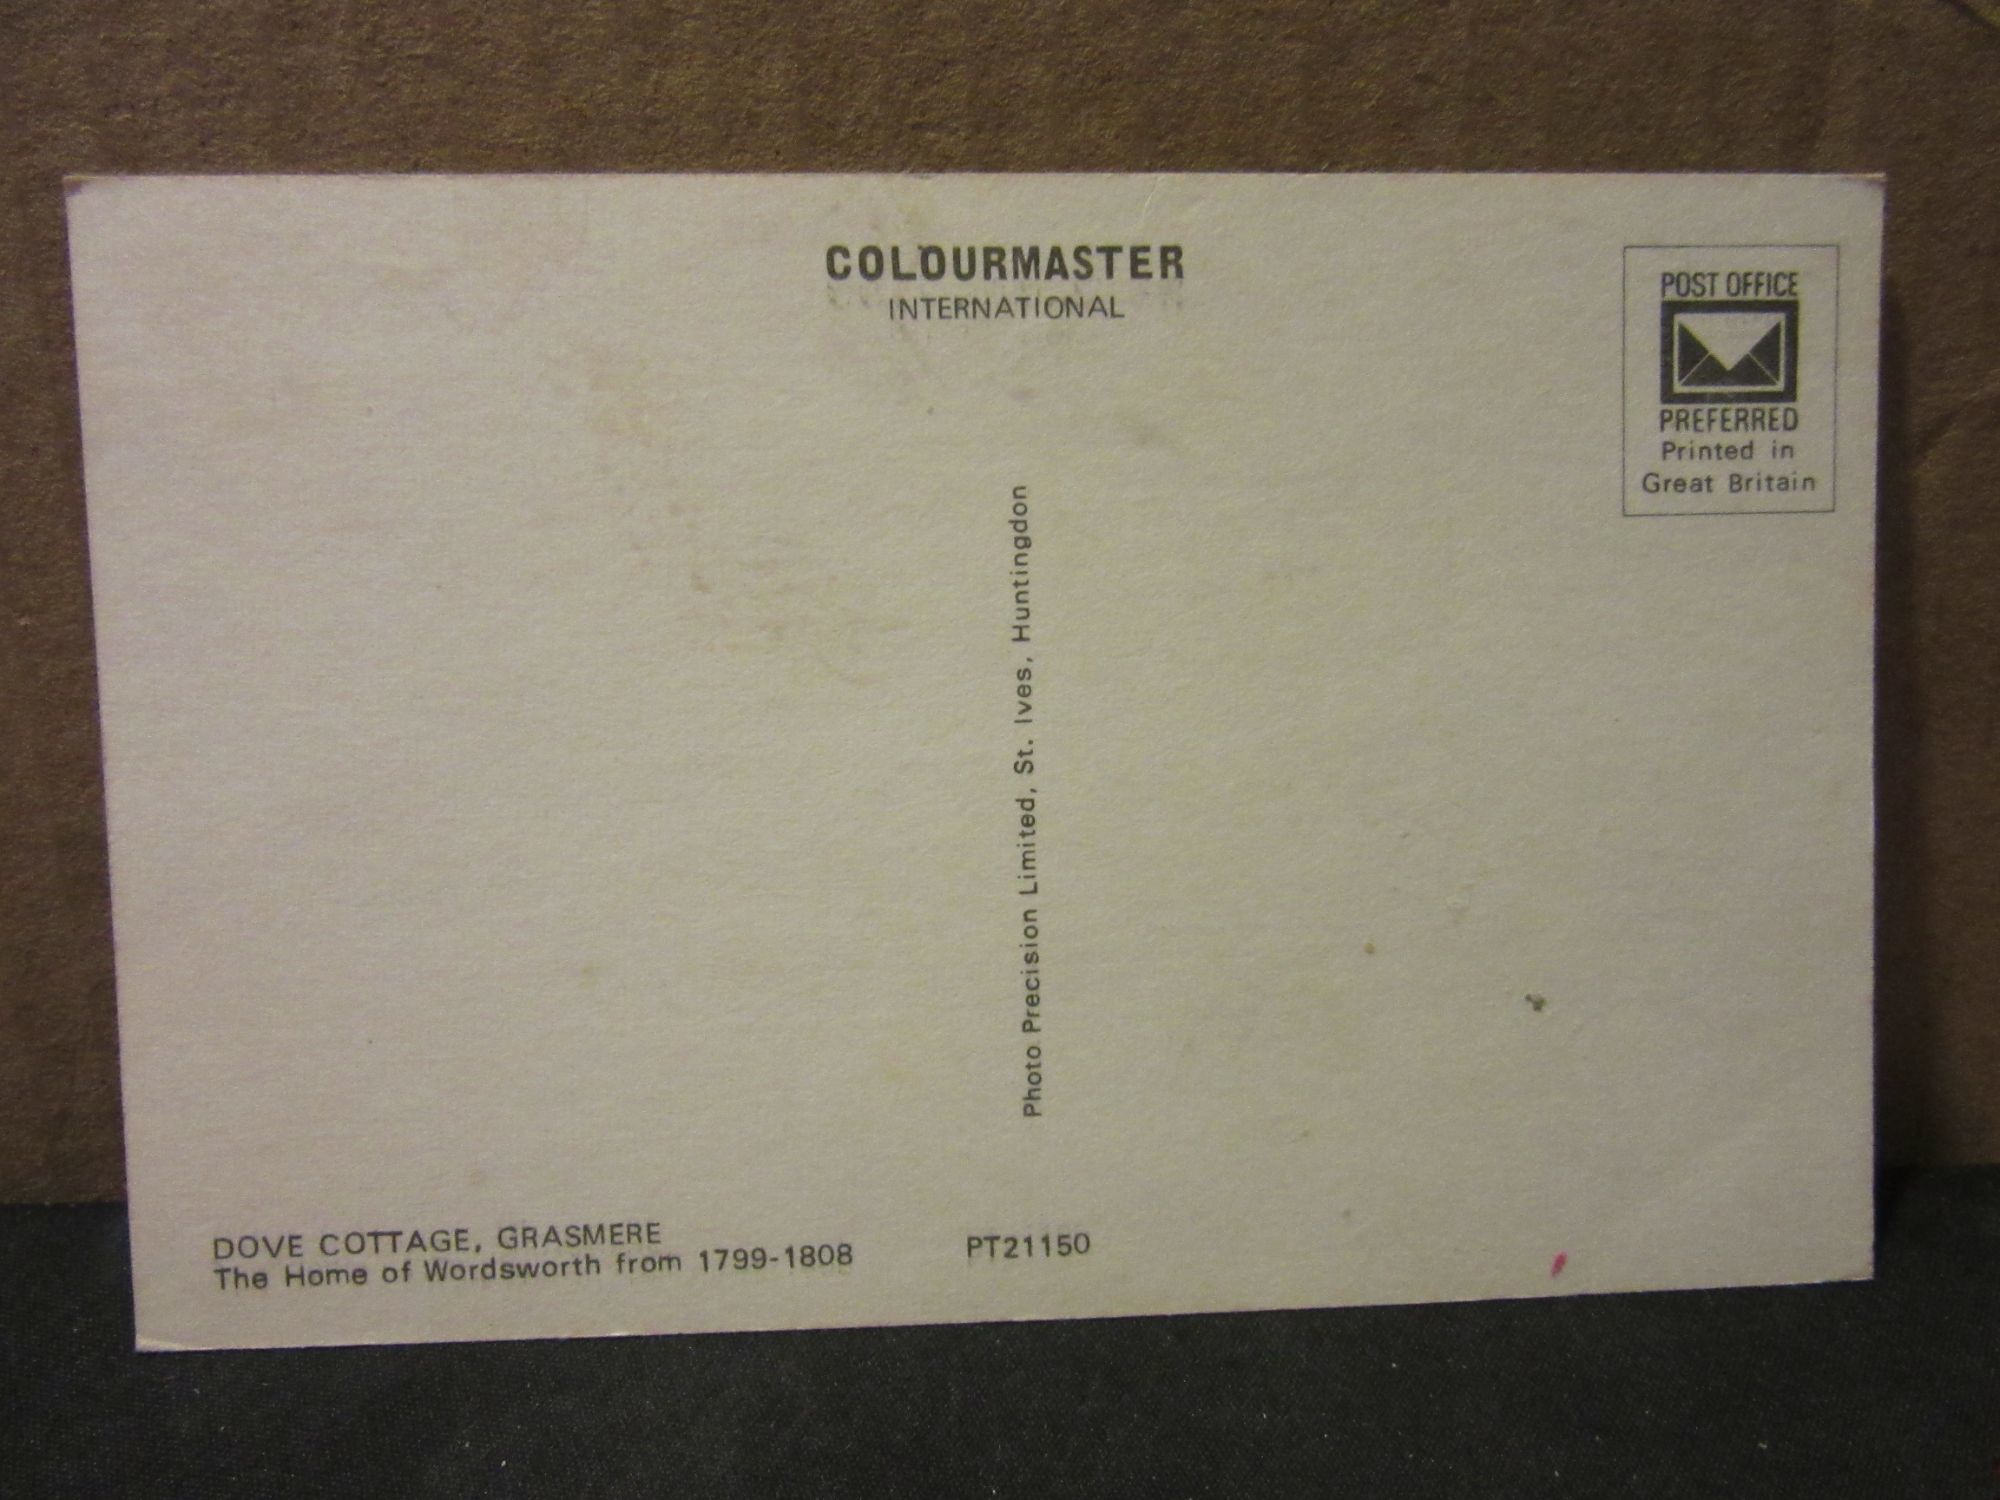 COLOURMASTER
INTERNATIONAL
POST OFFICE
PREFERRED
Printed in
Great Britain
Photo Precision Limited, St. Ives, Huntingdon
DOVE COTTAGE, GRASMERE
The Home of Wordsworth from 1799-1808
PT21150